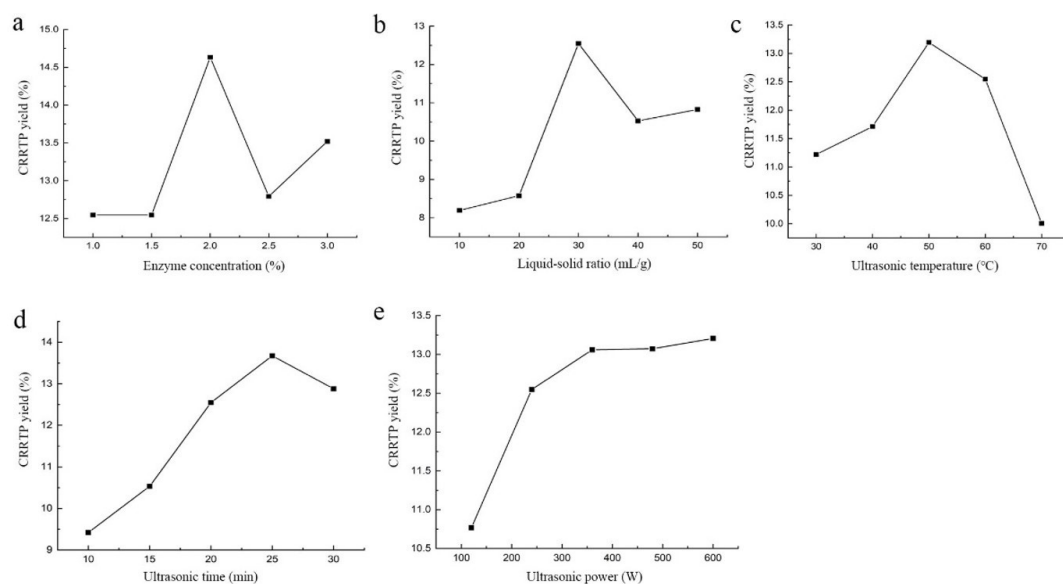 a
15.0
14.5
14.0
13.5
13.0
12.5
CRRTP yield (%)
1.0 1.5 2.0 2.5 3.0
Enzyme concentration (%)
b
13
12
11
10
9
8
CRRTP yield (%)
10 20 30 40 50
Liquid-solid ratio (mL/g)
c
13.5
13.0
12.5
12.0
11.5
11.0
10.5
10.0
CRRTP yield (%)
30 40 50 60 70
Ultrasonic temperature (℃)
d
14
13
12
11
10
9
CRRTP yield (%)
10 15 20 25 30
Ultrasonic time (min)
e
13.5
13.0
12.5
12.0
11.5
11.0
10.5
CRRTP yield (%)
100 200 300 400 500 600
Ultrasonic power (W)